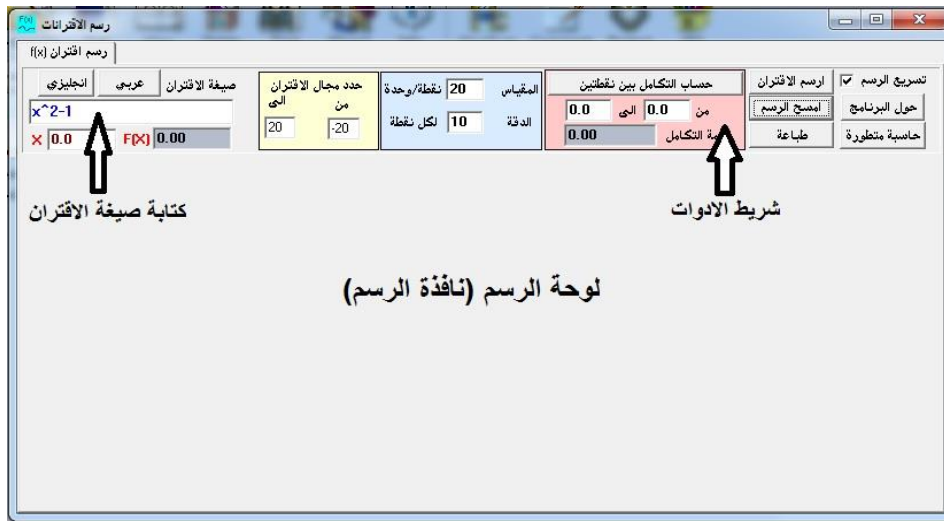 رسم الاقترانات
رسم اقتران f(x)
تسريع الرسم
ارسم الاقتران
حساب التكامل بين نقطتين
المقياس 20 نقطة/وحدة
حدد مجال الاقتران
صيغة الاقتران عربي انجليزي
حول البرنامج
امسح الرسم
من 0.0 الى 0.0
من الى
x^2-1
حاسبة متطورة
طباعة
مة التكامل 0.00
الدقة 10 لكل نقطة
-20 20
X 0.0 F(X) 0.00
كتابة صيغة الاقتران
شريط الادوات
لوحة الرسم (نافذة الرسم)